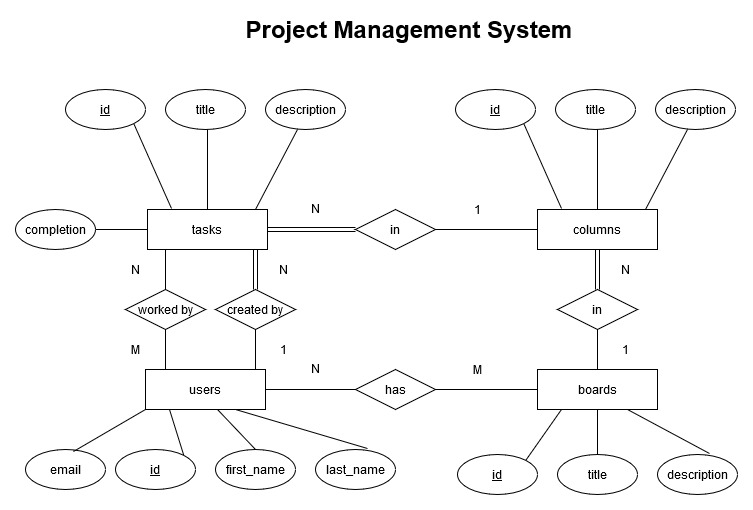 Project Management System
id
title
description
id
title
description
N
1
completion
tasks
in
columns
N
N
N
worked by
created by
in
M
1
N
M
1
users
has
boards
email
id
first_name
last_name
id
title
description